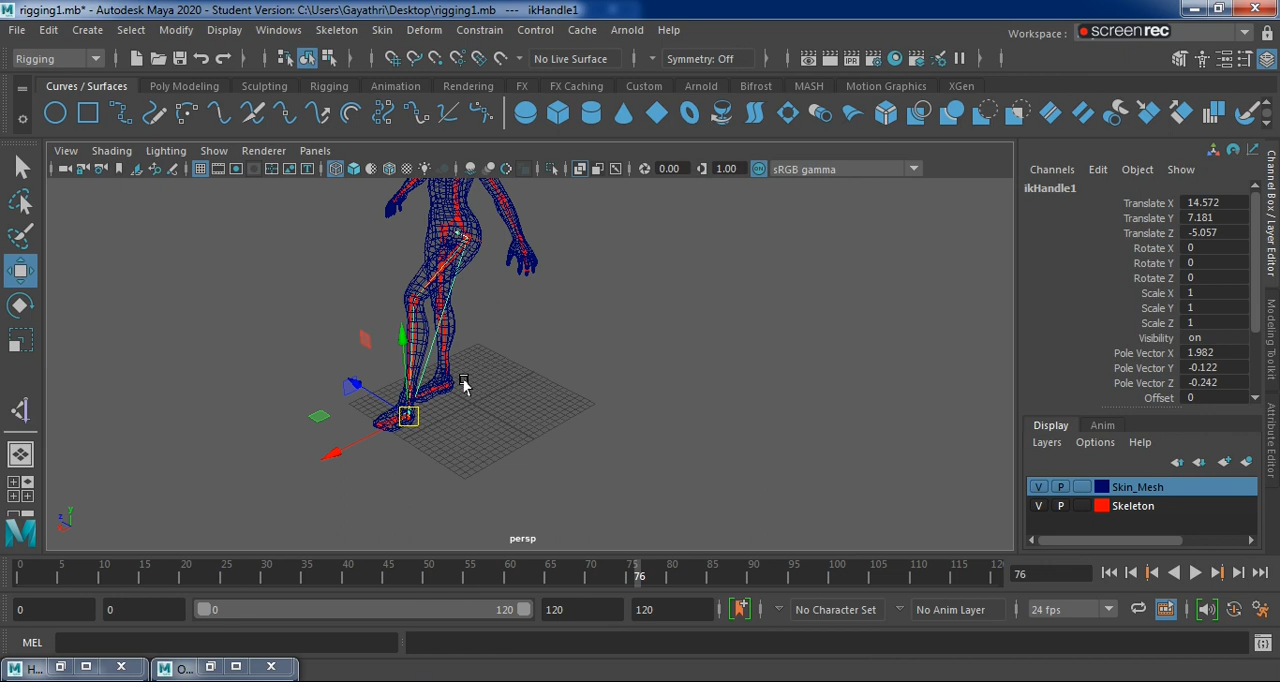 rigging1.mb* - Autodesk Maya 2020 - Student Version: C:\Users\Gayathri\Desktop\rigging1.mb --- ikHandle1
File Edit Create Select Modify Display Windows Skeleton Skin Deform Constrain Control Cache Arnold Help Workspace : screenrec
Rigging No Live Surface Symmetry: Off
Curves / Surfaces Poly Modeling Sculpting Rigging Animation Rendering FX FX Caching Custom Arnold Bifrost MASH Motion Graphics XGen
View Shading Lighting Show Renderer Panels
0.00 1.00 sRGB gamma
Channels Edit Object Show
ikHandle1
Translate X 14.572
Translate Y 7.181
Translate Z -5.057
Rotate X 0
Rotate Y 0
Rotate Z 0
Scale X 1
Scale Y 1
Scale Z 1
Visibility on
Pole Vector X 1.982
Pole Vector Y -0.122
Pole Vector Z -0.242
Offset 0
Channel Box / Layer Editor
Modeling Toolkit
Attribute Editor
Display Anim
Layers Options Help
V P Skin_Mesh
V P Skeleton
y
z x
persp
0 5 10 15 20 25 30 35 40 45 50 55 60 65 70 75 80 85 90 95 100 105 110 115 120
76 76
0 0 0 120 120 120 No Character Set No Anim Layer 24 fps
MEL
H... O...